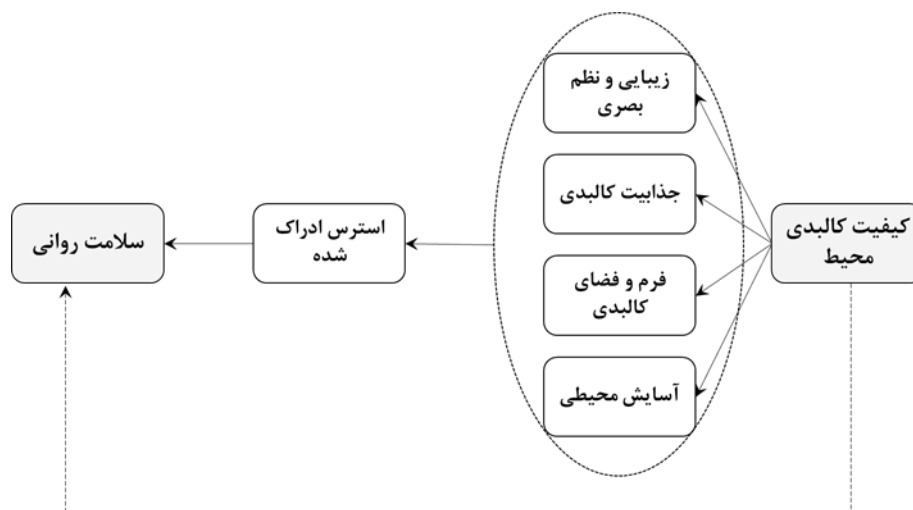 زیبایی و نظم
بصری
جذابیت کالبدی
کیفیت کالبدی
محیط
استرس ادراک
شده
سلامت روانی
فرم و فضای
کالبدی
آسایش محیطی